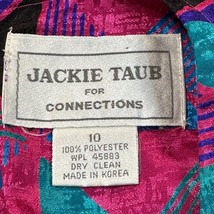 JACKIE TAUB
FOR
CONNECTIONS
10
100% POLYESTER
WPL 45883
DRY CLEAN
MADE IN KOREA